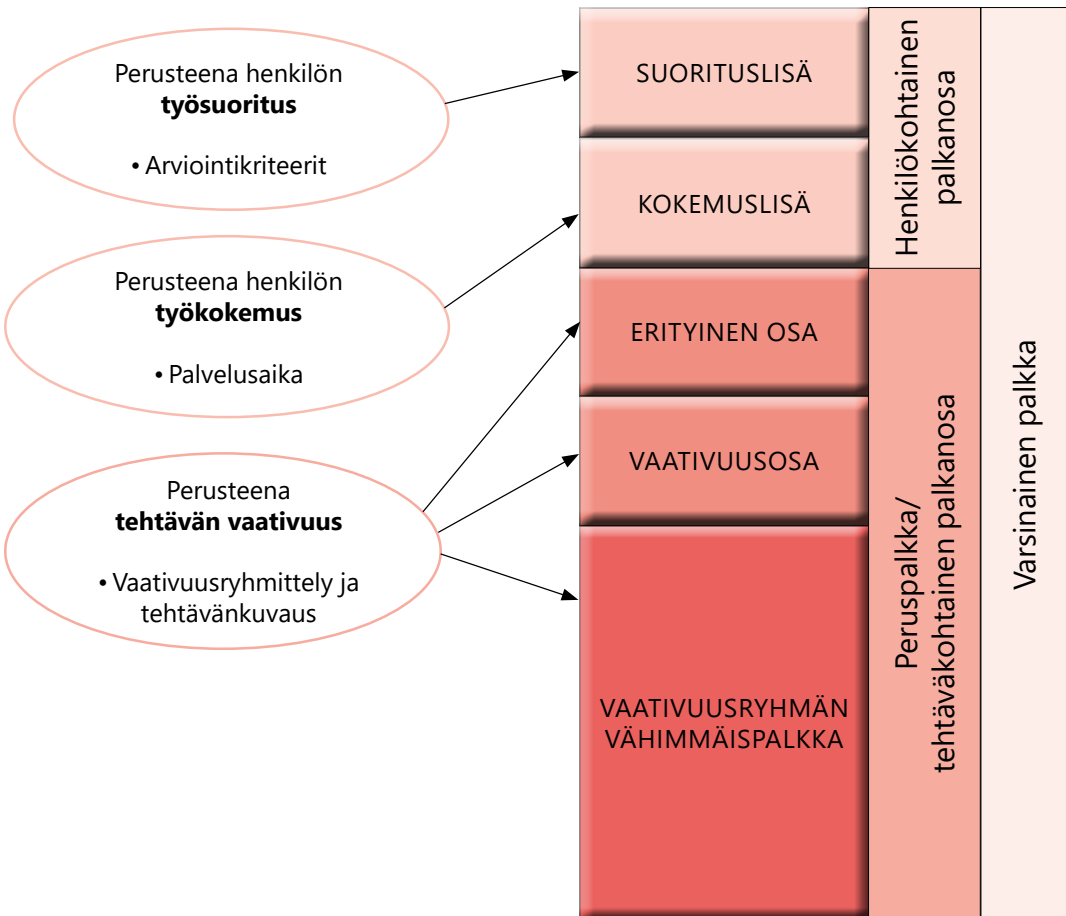 Perusteena henkilön
työsuoritus
• Arviointikriteerit
Perusteena henkilön
työkokemus
• Palvelusaika
Perusteena
tehtävän vaativuus
• Vaativuusryhmittely ja
tehtävänkuvaus
SUORITUSLISÄ
KOKEMUSLISÄ
ERITYINEN OSA
VAATIVUUSOSA
VAATIVUUSRYHMÄN
VÄHIMMÄISPALKKA
Henkilökohtainen
palkanosa
Peruspalkka/
tehtäväkohtainen palkanosa
Varsinainen palkka